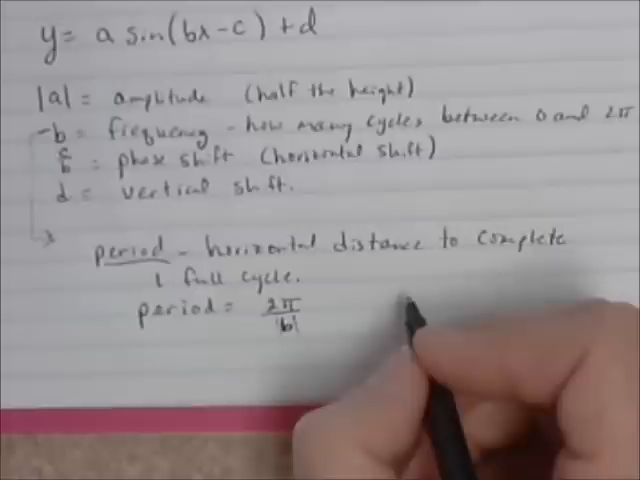 y = a sin(bx - c) + d
|a| = amplitude (half the height)
b = frequency - how many cycles between 0 and 2π
c/b = phase shift (horizontal shift)
d = vertical shift.
period - horizontal distance to complete
1 full cycle.
period = 2π/|b|